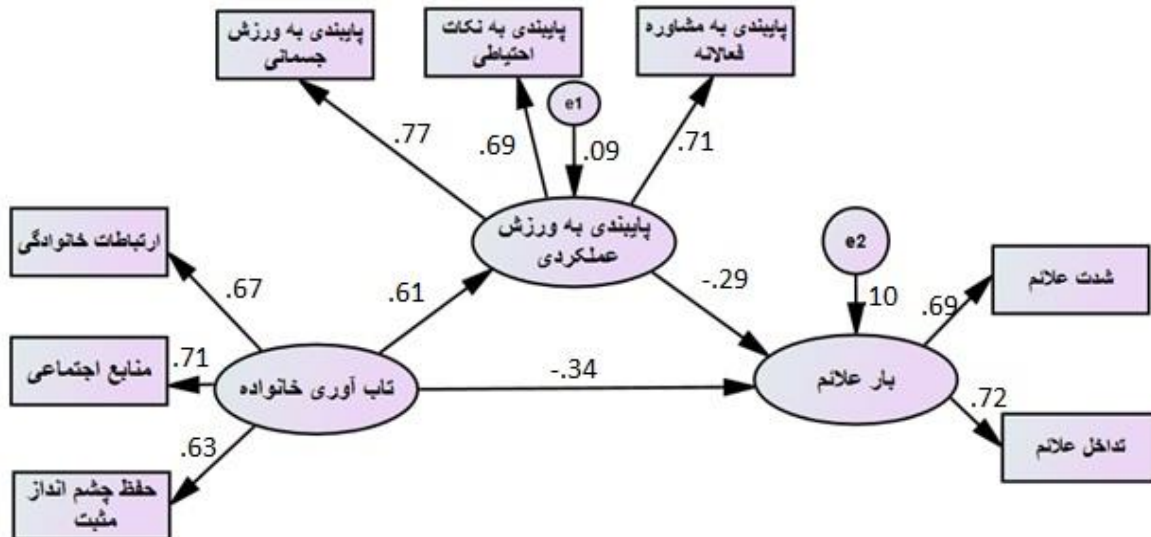 پایبندی به ورزش
جسمانی
پایبندی به نکات
احتیاطی
پایبندی به مشاوره
فعالانه
e1
.77
.69
.09
.71
ارتباطات خانوادگی
پایبندی به ورزش
عملکردی
e2
شدت علائم
.67
.61
-.29
10
.69
منابع اجتماعی
.71
تاب آوری خانواده
-.34
بار علائم
.72
تداخل علائم
.63
حفظ چشم انداز
مثبت